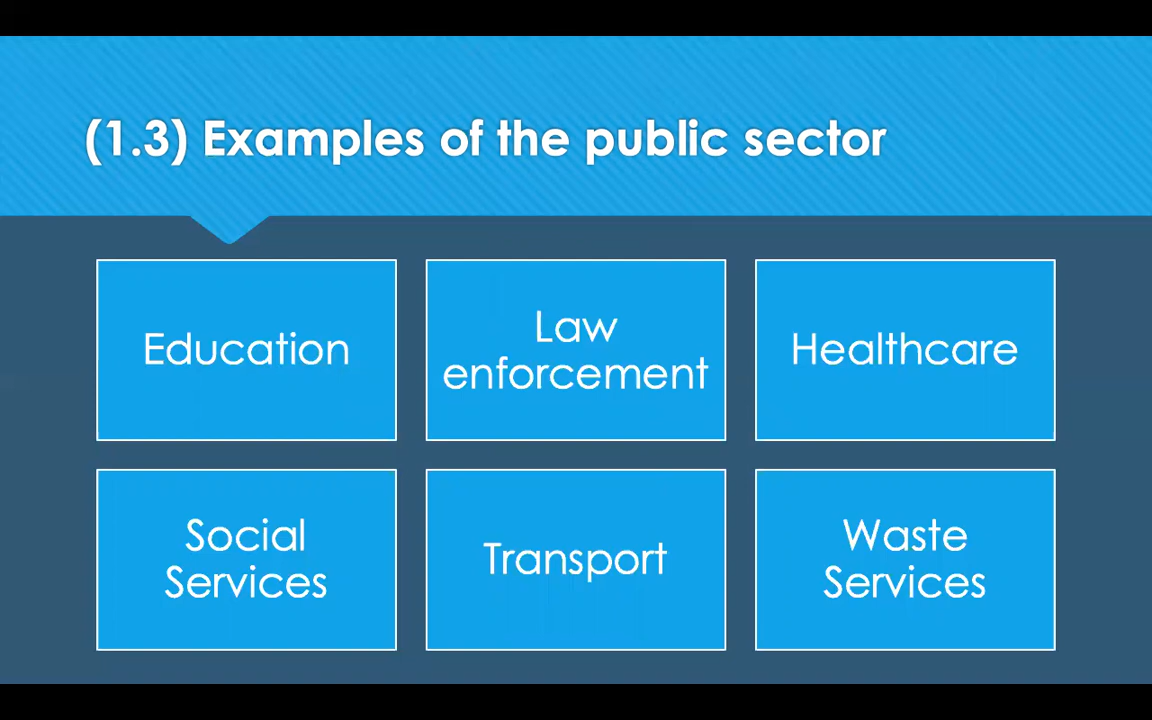 (1.3) Examples of the public sector
Education
Law
enforcement
Healthcare
Social
Services
Transport
Waste
Services